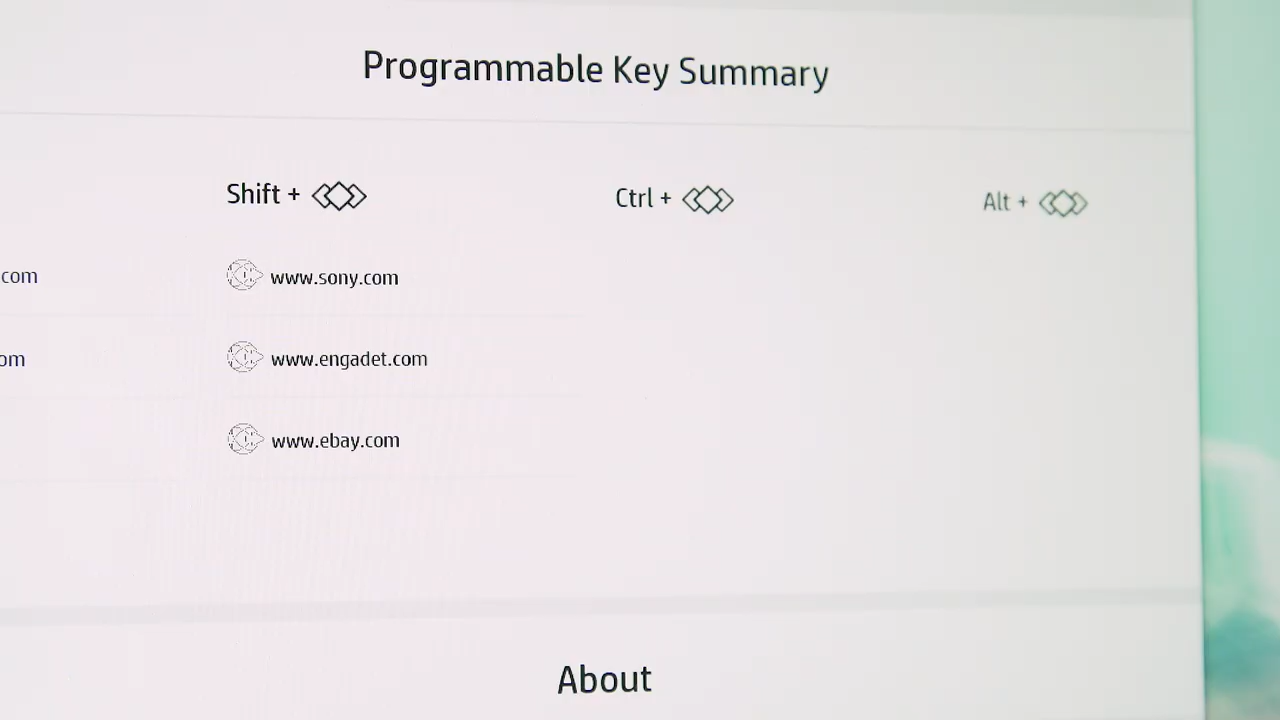 Programmable Key Summary
Shift + Ctrl + Alt +
com www.sony.com
om www.engadet.com
www.ebay.com
About